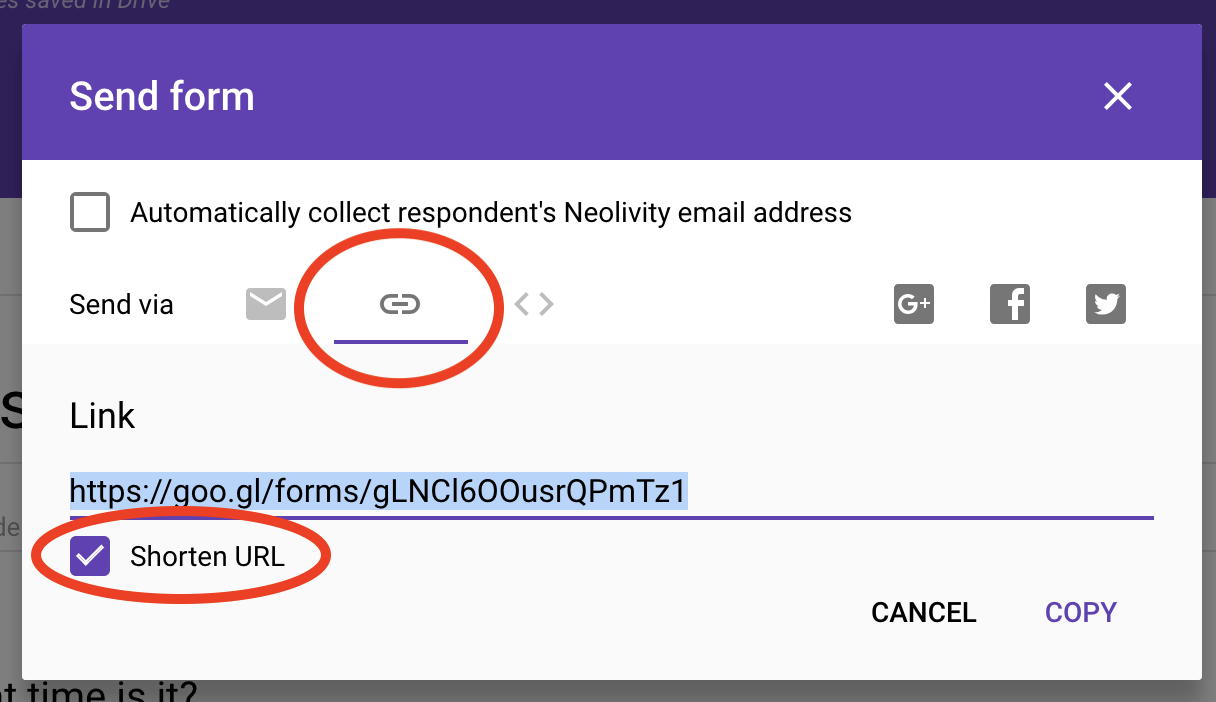 es saved in Drive
Send form
Automatically collect respondent's Neolivity email address
Send via
G+
f
Link
https://goo.gl/forms/gLNCl6OOusrQPmTz1
de
Shorten URL
CANCEL
COPY
t time is it?